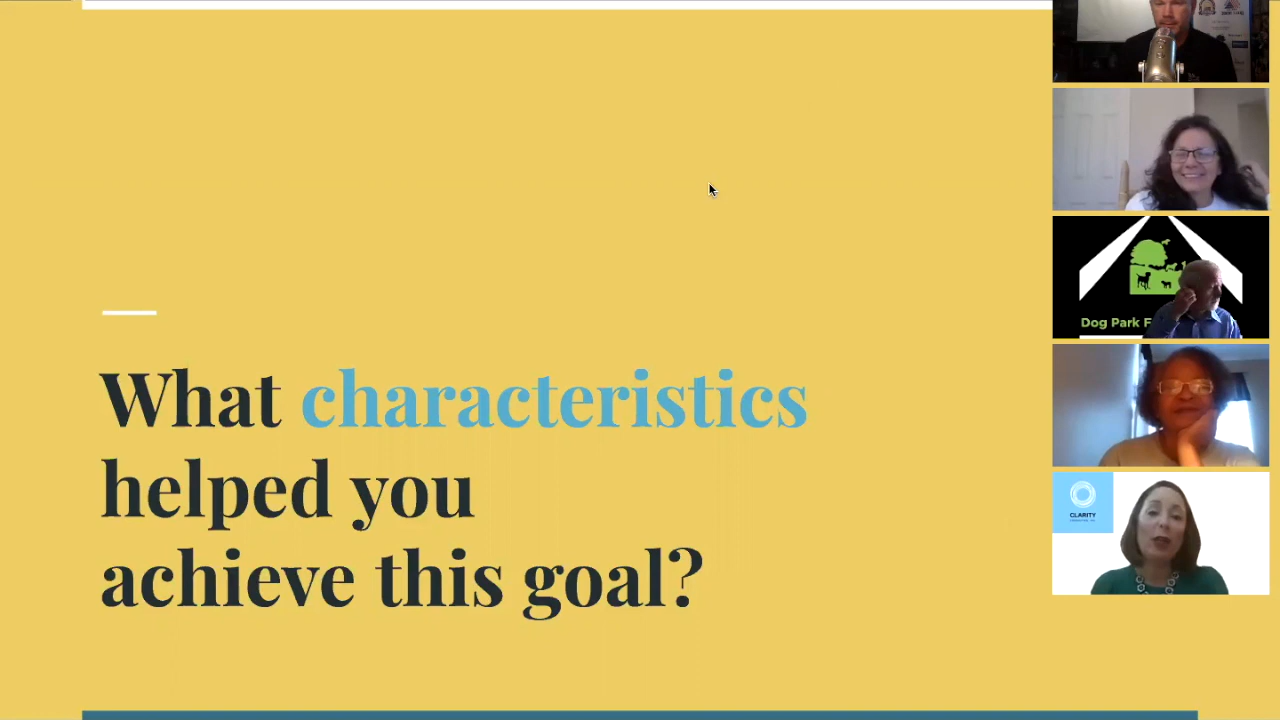 What characteristics
helped you
achieve this goal?
Dog Park F
CLARITY